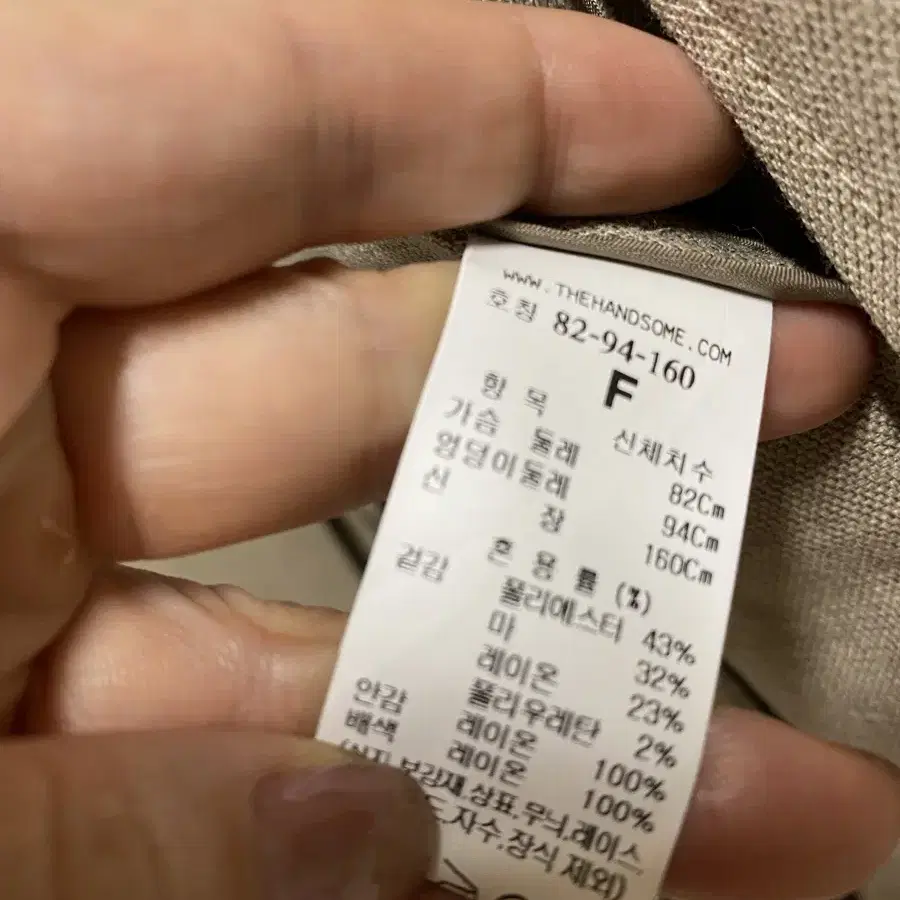 WWW.THEHANDSOME.COM
호칭 82-94-160
F
항 목 신체치수
가슴 둘레 82Cm
엉덩이둘레 94Cm
신 장 160Cm
혼 용 률 (%)
겉감 폴리에스터 43%
마 32%
레이온 23%
폴리우레탄 2%
안감 레이온 100%
배색 레이온 100%
보강재,상표,무늬,레이스,
자수,장식 제외)